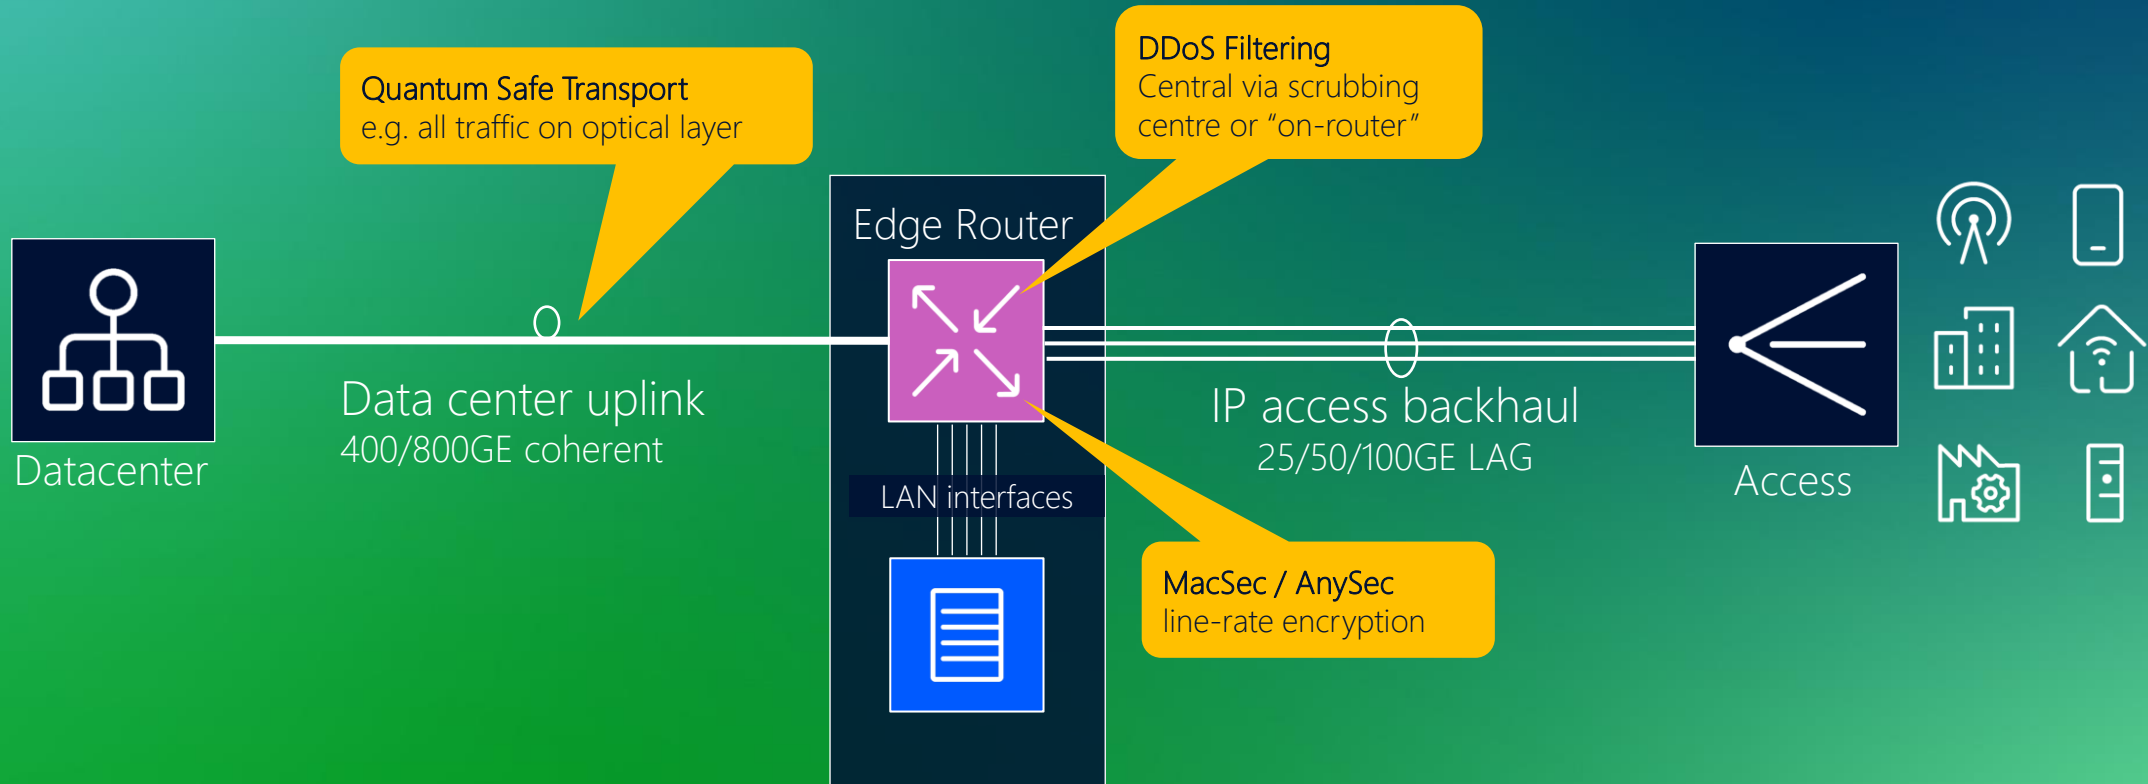 Quantum Safe Transport
e.g. all traffic on optical layer
DDoS Filtering
Central via scrubbing
centre or “on-router”
Edge Router
Data center uplink
400/800GE coherent
IP access backhaul
25/50/100GE LAG
Datacenter
Access
LAN interfaces
MacSec / AnySec
line-rate encryption